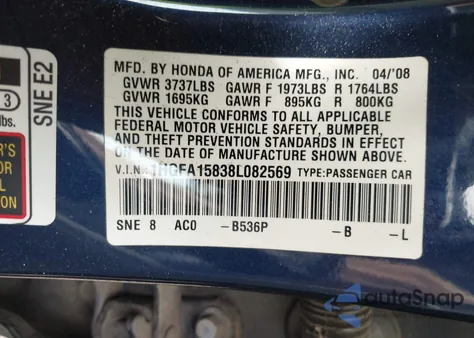 MFD. BY HONDA OF AMERICA MFG., INC. 04/'08
GVWR 3737LBS GAWR F 1973LBS R 1764LBS
GVWR 1695KG GAWR F 895KG R 800KG
THIS VEHICLE CONFORMS TO ALL APPLICABLE
FEDERAL MOTOR VEHICLE SAFETY, BUMPER,
AND THEFT PREVENTION STANDARDS IN EFFECT
ON THE DATE OF MANUFACTURE SHOWN ABOVE.
V.I.N. 1HGFA15838L082569 TYPE:PASSENGER CAR
SNE 8 AC0 -B536P -B -L
SNE E2
3
lbs.
autoSnap